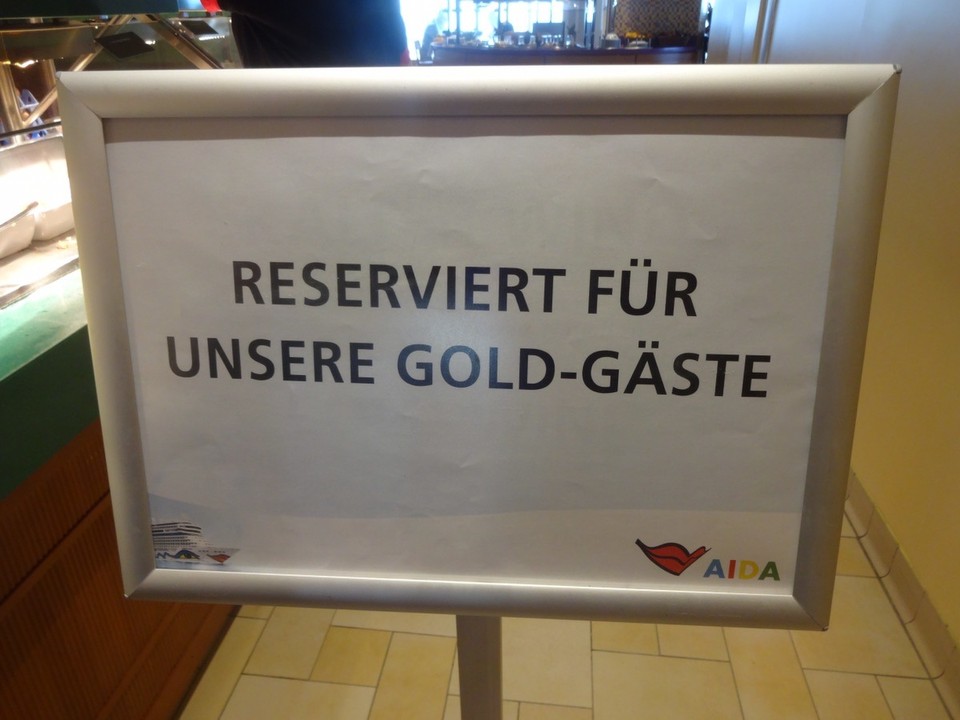 RESERVIERT FÜR
UNSERE GOLD-GÄSTE
AIDA